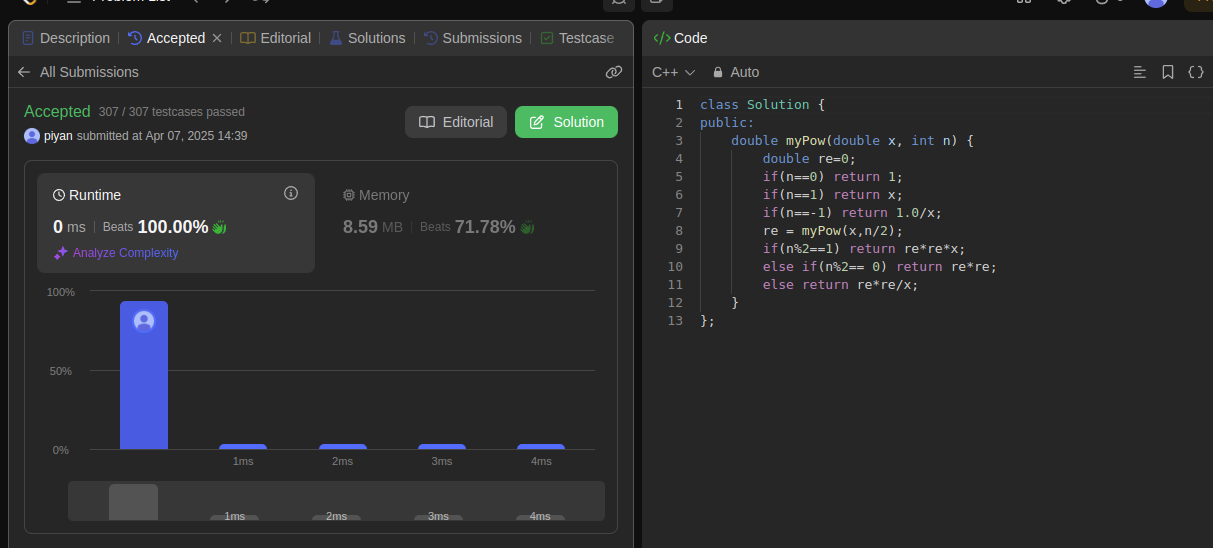 Problem List
Description | Accepted × | Editorial | Solutions | Submissions | Testcase
All Submissions
Accepted 307 / 307 testcases passed
piyan submitted at Apr 07, 2025 14:39
Editorial
Solution
Runtime
0 ms | Beats 100.00%
Analyze Complexity
Memory
8.59 MB | Beats 71.78%
100%
50%
0%
1ms 2ms 3ms 4ms
1ms 2ms 3ms 4ms
</> Code
C++ Auto
1 class Solution {
2 public:
3     double myPow(double x, int n) {
4         double re=0;
5         if(n==0) return 1;
6         if(n==1) return x;
7         if(n==-1) return 1.0/x;
8         re = myPow(x,n/2);
9         if(n%2==1) return re*re*x;
10         else if(n%2== 0) return re*re;
11         else return re*re/x;
12     }
13 };